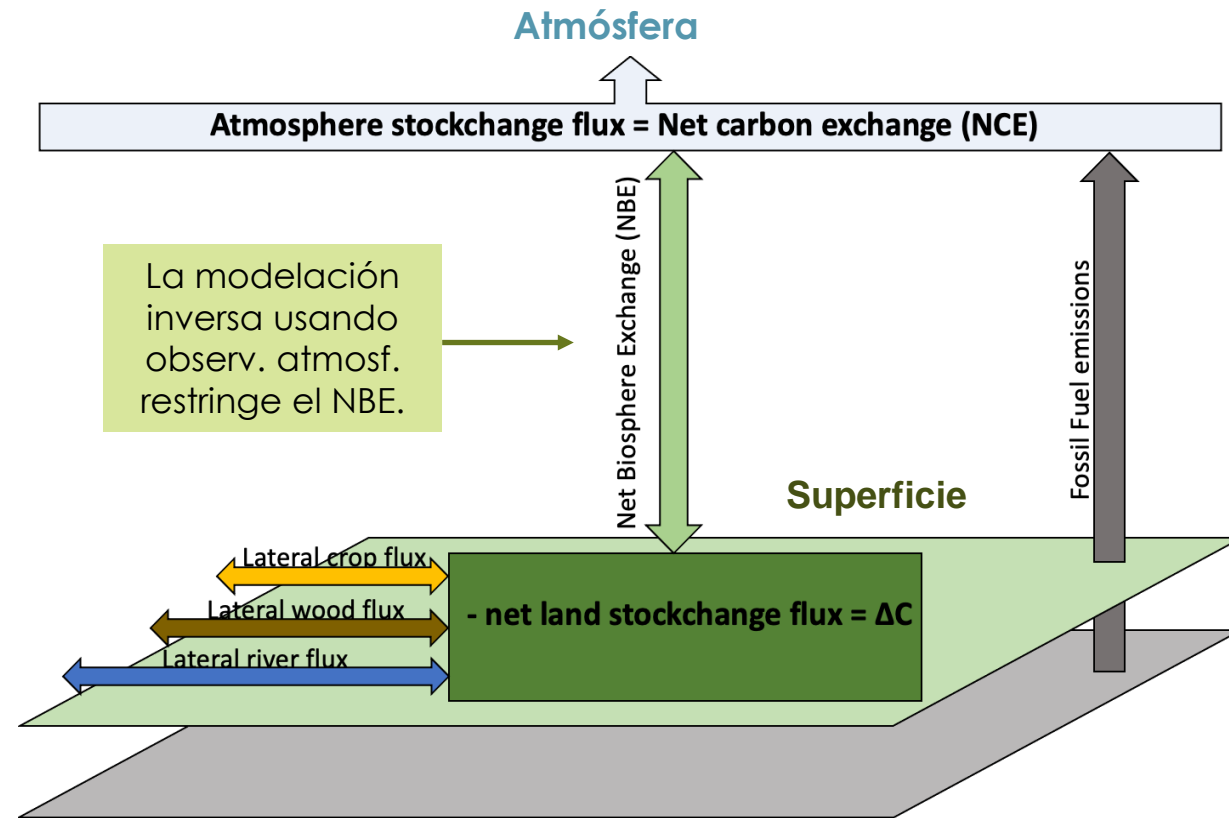 Atmósfera
Atmosphere stockchange flux = Net carbon exchange (NCE)
La modelación
inversa usando
observ. atmosf.
restringe el NBE.
Net Biosphere Exchange (NBE)
Fossil Fuel emissions
Superficie
Lateral crop flux
Lateral wood flux
Lateral river flux
- net land stockchange flux = ΔC